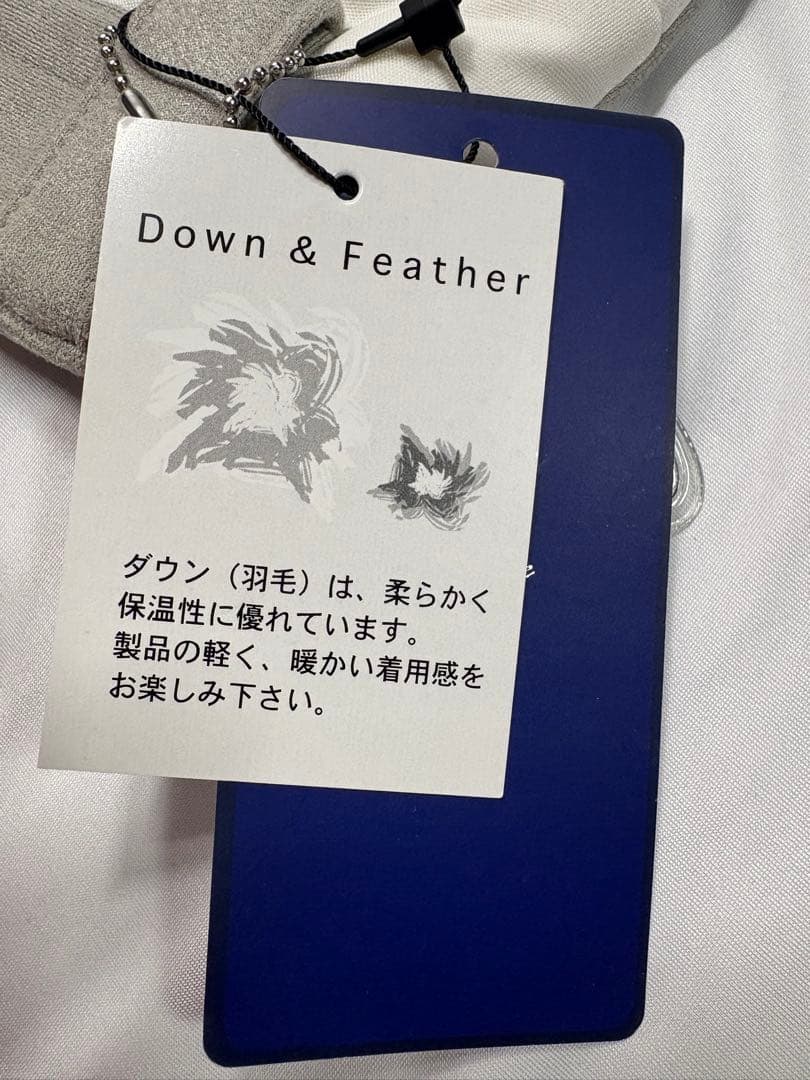 Down & Feather
ダウン（羽毛）は、柔らかく
保温性に優れています。
製品の軽く、暖かい着用感を
お楽しみ下さい。